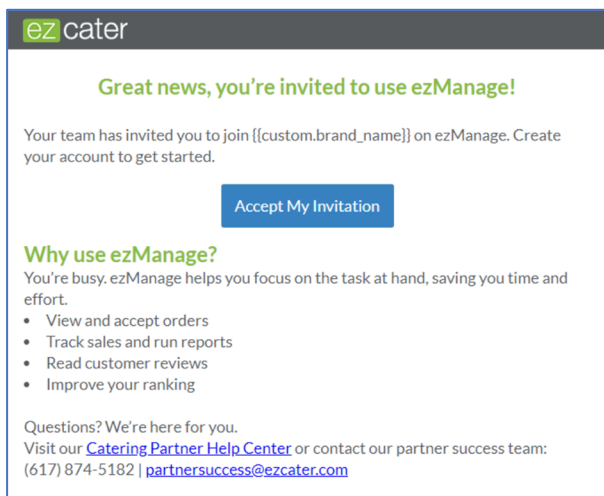 ez cater
Great news, you're invited to use ezManage!
Your team has invited you to join {{custom.brand_name}} on ezManage. Create
your account to get started.
Accept My Invitation
Why use ezManage?
You're busy. ezManage helps you focus on the task at hand, saving you time and
effort.
• View and accept orders
• Track sales and run reports
• Read customer reviews
• Improve your ranking
Questions? We're here for you.
Visit our Catering Partner Help Center or contact our partner success team:
(617) 874-5182 | partnersuccess@ezcater.com